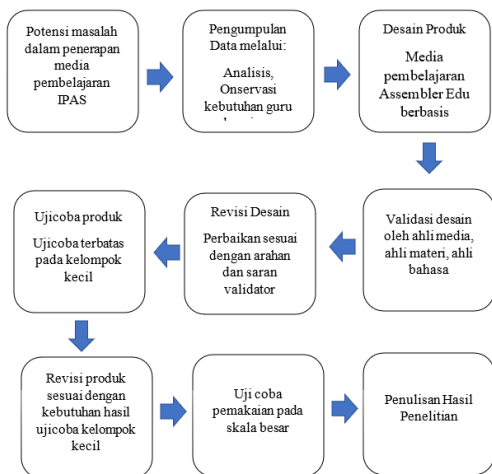 Potensi masalah
dalam penerapan
media
pembelajaran
IPAS
Pengumpulan
Data melalui:
Analisis,
Onservasi
kebutuhan guru
Desain Produk
Media
pembelajaran
Assembler Edu
berbasis
Validasi desain
oleh ahli media,
ahli materi, ahli
bahasa
Revisi Desain
Perbaikan sesuai
dengan arahan
dan saran
validator
Ujicoba produk
Ujicoba terbatas
pada kelompok
kecil
Revisi produk
sesuai dengan
kebutuhan hasil
ujicoba kelompok
kecil
Uji coba
pemakaian pada
skala besar
Penulisan Hasil
Penelitian